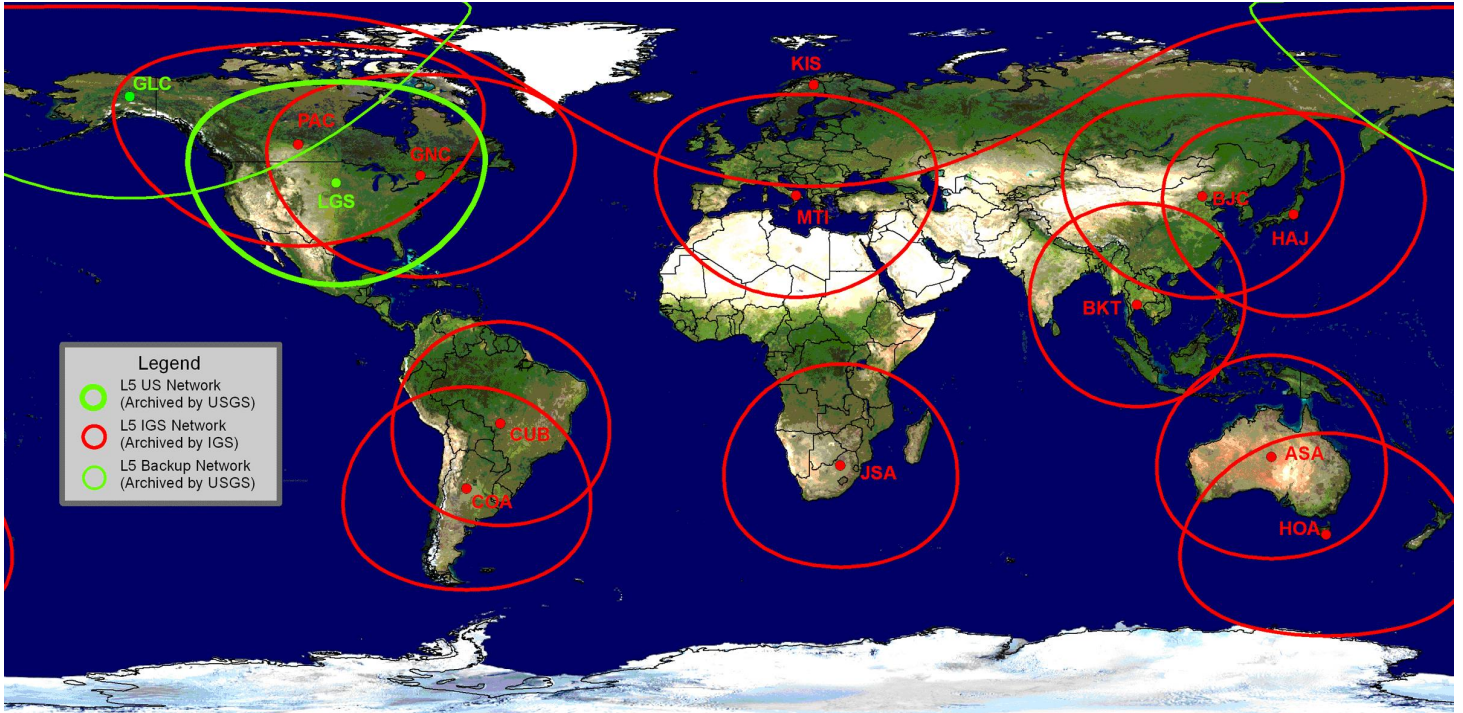 KIS
GLC
PAC
GNC
LGS
MTI
BJC
HAJ
BKT
Legend
L5 US Network
(Archived by USGS)
L5 IGS Network
(Archived by IGS)
L5 Backup Network
(Archived by USGS)
CUB
COA
JSA
ASA
HOA